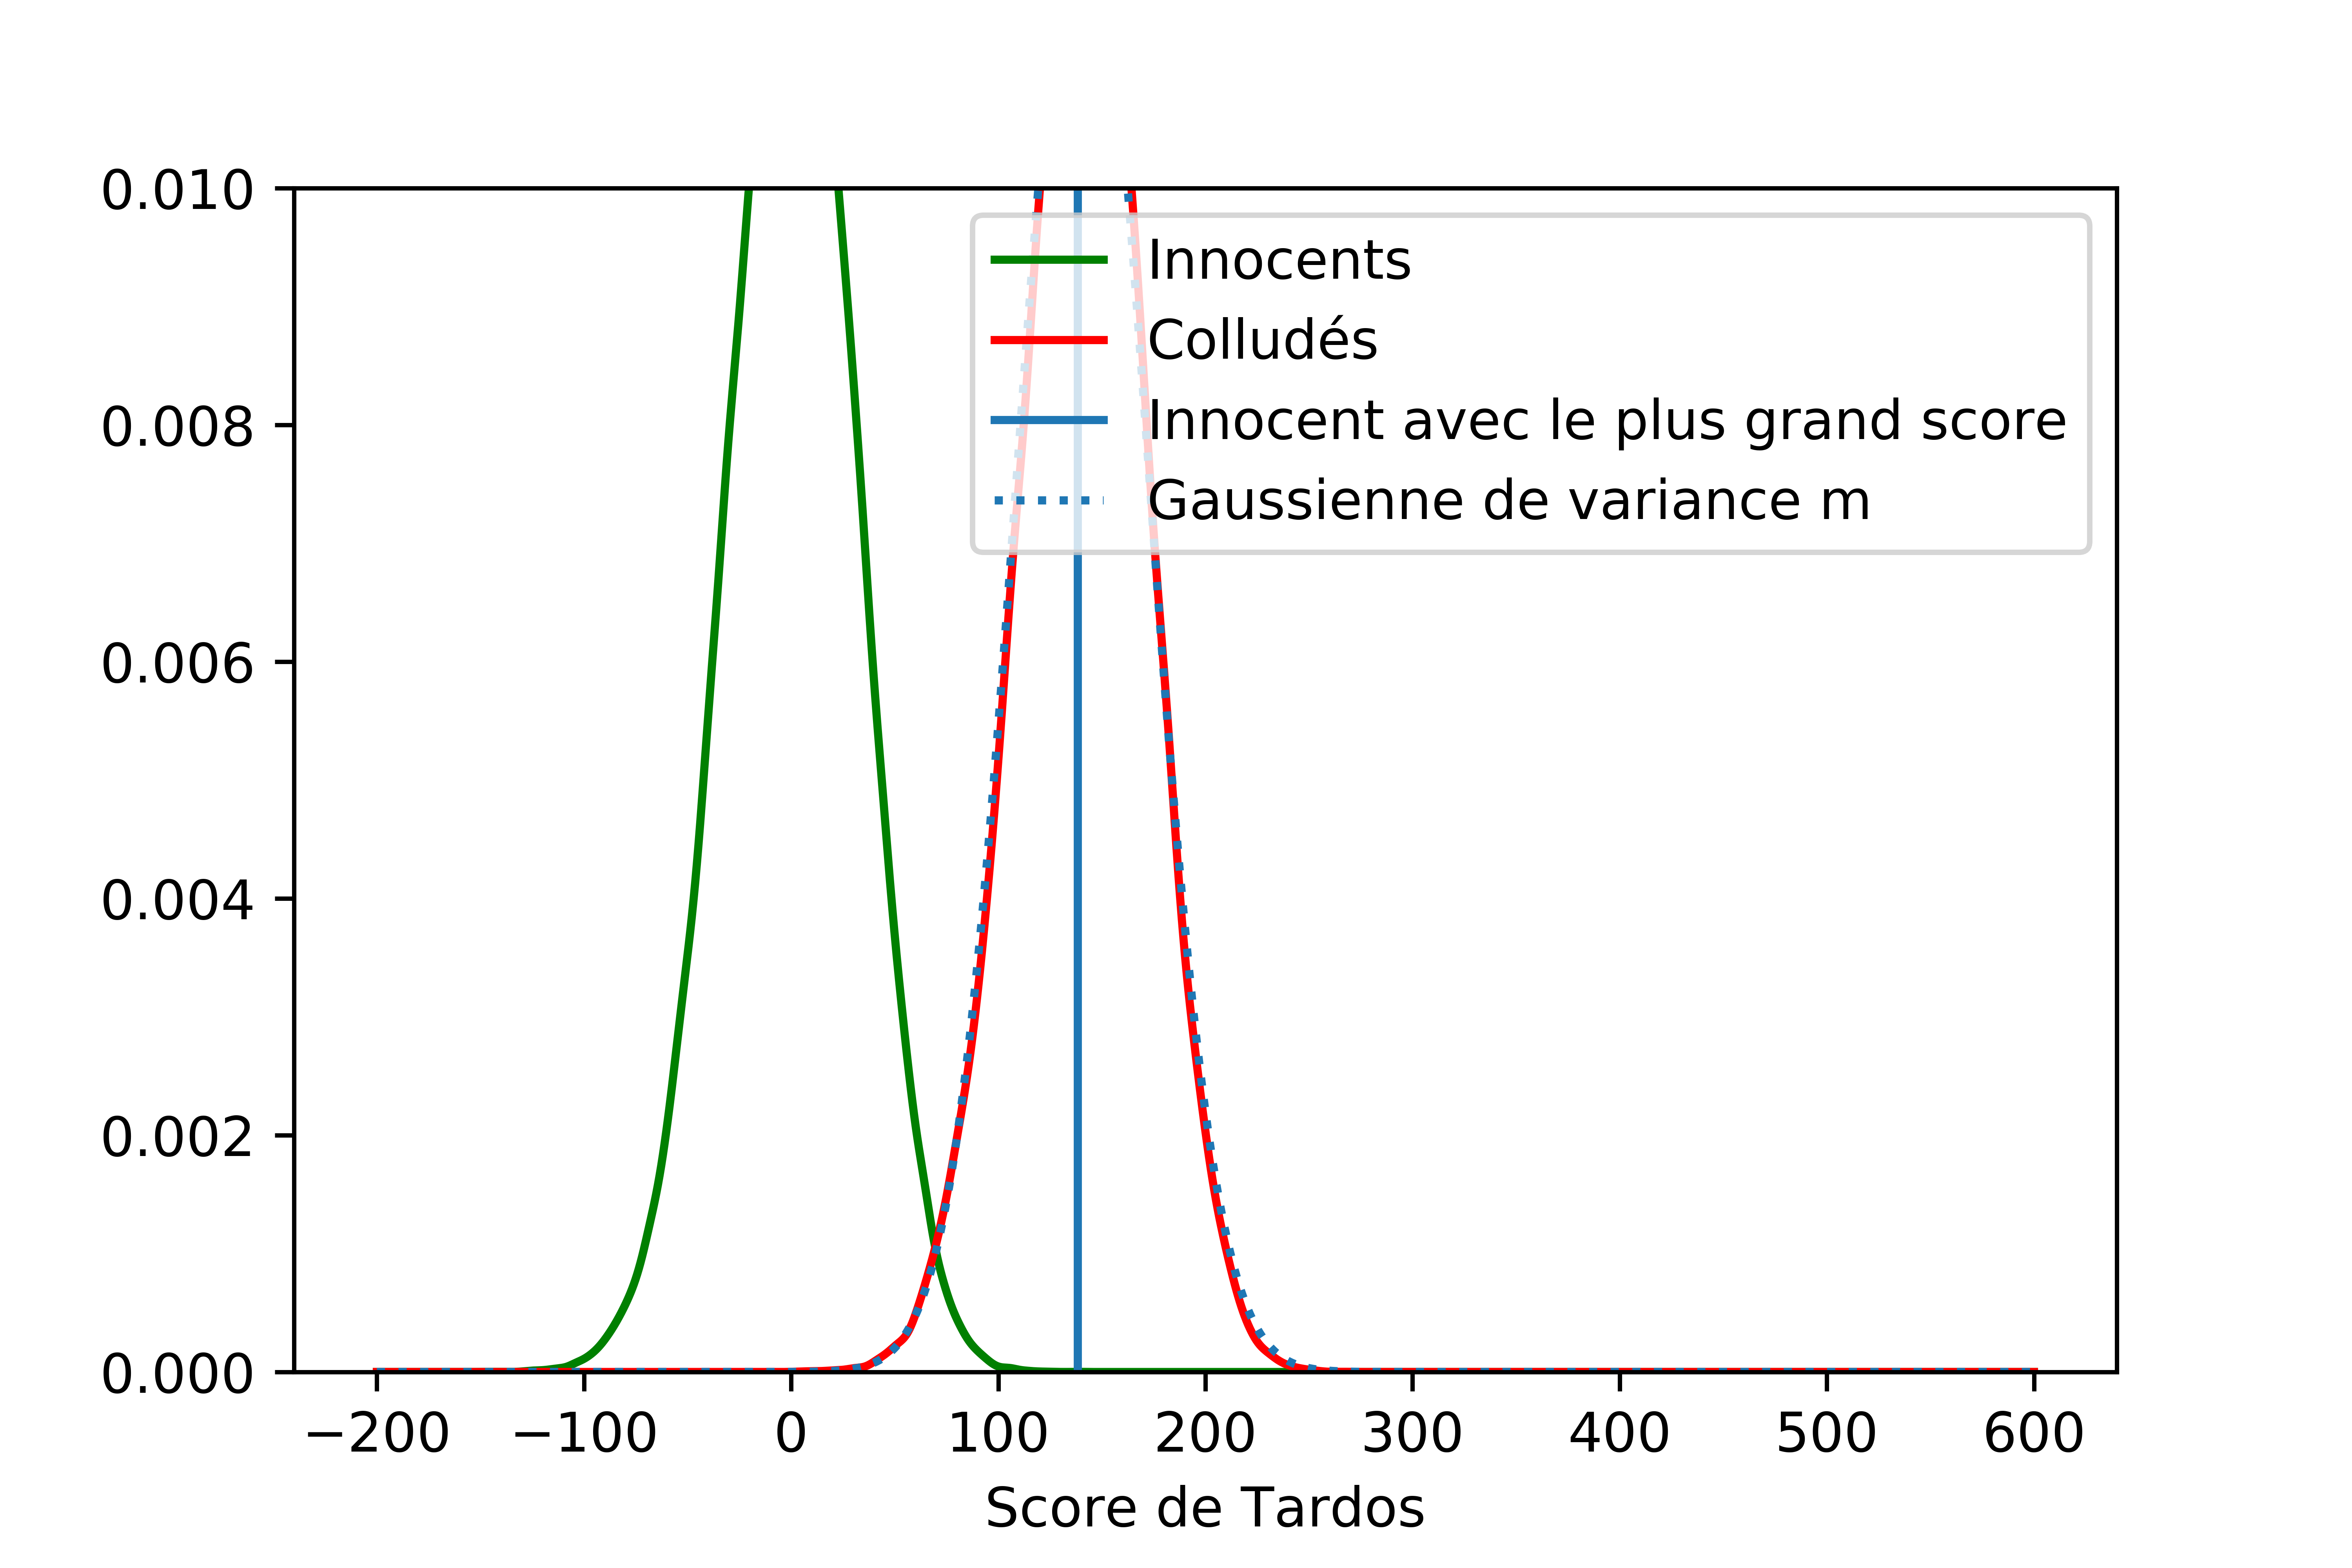 0.010
0.008
0.006
0.004
0.002
0.000
Innocents
Colludés
Innocent avec le plus grand score
Gaussienne de variance m
−200 −100 0 100 200 300 400 500 600
Score de Tardos